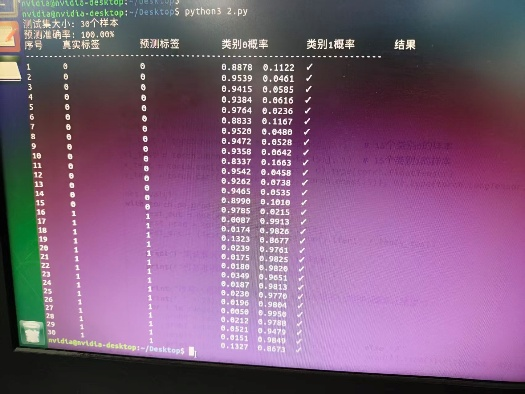 nvidia@nvidia-desktop:~/Desktop$
nvidia@nvidia-desktop:~/Desktop$ python3 2.py
测试集大小: 30个样本
预测准确率: 100.00%
序号 真实标签 预测标签 类别0概率 类别1概率 结果
--------------------------------------------------------------
1 0 0 0.8878 0.1122 ✓
2 0 0 0.9539 0.0461 ✓
3 0 0 0.9415 0.0585 ✓
4 0 0 0.9384 0.0616 ✓
5 0 0 0.9764 0.0236 ✓
6 0 0 0.8833 0.1167 ✓
7 0 0 0.9520 0.0480 ✓
8 0 0 0.9472 0.0528 ✓
9 0 0 0.9358 0.0642 ✓
10 0 0 0.8337 0.1663 ✓
11 0 0 0.9542 0.0458 ✓
12 0 0 0.9262 0.0738 ✓
13 0 0 0.9465 0.0535 ✓
14 0 0 0.8990 0.1010 ✓
15 0 0 0.9785 0.0215 ✓
16 1 1 0.0087 0.9913 ✓
17 1 1 0.0174 0.9826 ✓
18 1 1 0.1323 0.8677 ✓
19 1 1 0.0239 0.9761 ✓
20 1 1 0.0175 0.9825 ✓
21 1 1 0.0180 0.9820 ✓
22 1 1 0.0349 0.9651 ✓
23 1 1 0.0187 0.9813 ✓
24 1 1 0.0230 0.9770 ✓
25 1 1 0.0196 0.9804 ✓
26 1 1 0.0050 0.9950 ✓
27 1 1 0.0212 0.9788 ✓
28 1 1 0.0521 0.9479 ✓
29 1 1 0.0151 0.9849 ✓
30 1 1 0.1327 0.8673 ✓
nvidia@nvidia-desktop:~/Desktop$